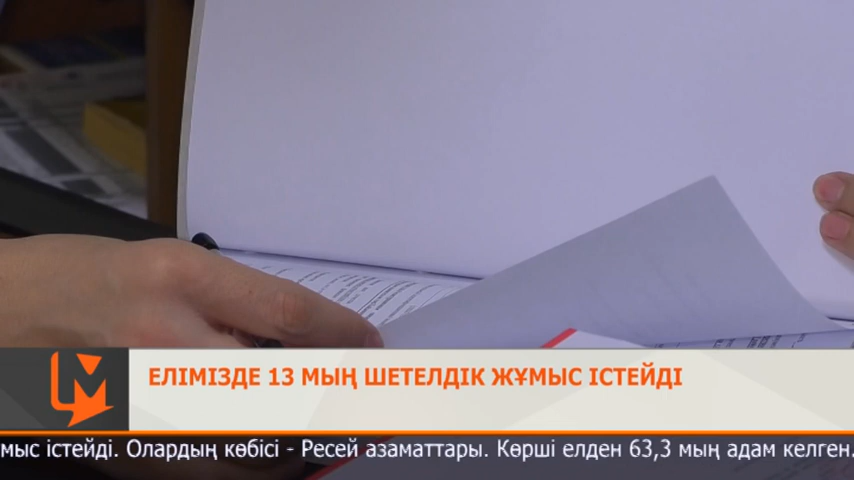 ЕЛІМІЗДЕ 13 МЫҢ ШЕТЕЛДІК ЖҰМЫС ІСТЕЙДІ
мыс істейді. Олардың көбісі - Ресей азаматтары. Көрші елден 63,3 мың адам келген.